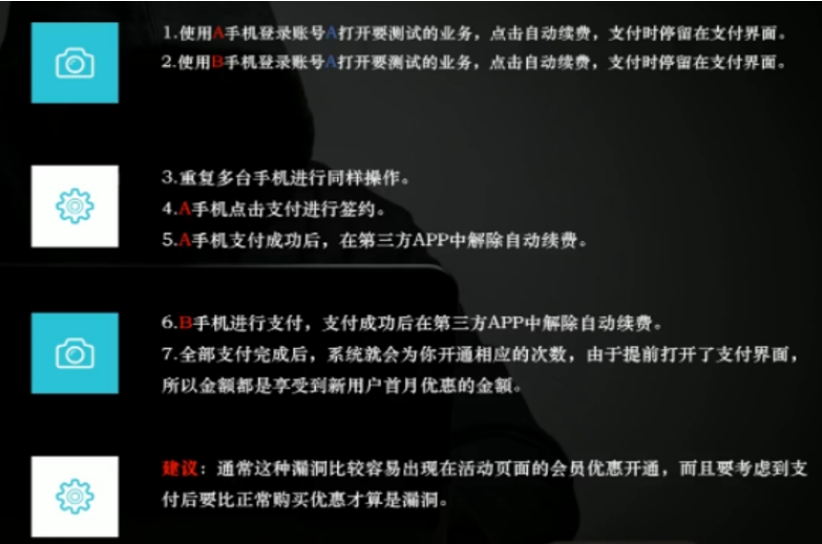 1.使用A手机登录账号A打开要测试的业务，点击自动续费，支付时停留在支付界面。
2.使用B手机登录账号A打开要测试的业务，点击自动续费，支付时停留在支付界面。
3.重复多台手机进行同样操作。
4.A手机点击支付进行签约。
5.A手机支付成功后，在第三方APP中解除自动续费。
6.B手机进行支付，支付成功后在第三方APP中解除自动续费。
7.全部支付完成后，系统就会为你开通相应的次数，由于提前打开了支付界面，
所以金额都是享受到新用户首月优惠的金额。
建议：通常这种漏洞比较容易出现在活动页面的会员优惠开通，而且要考虑到支
付后要比正常购买优惠才算是漏洞。